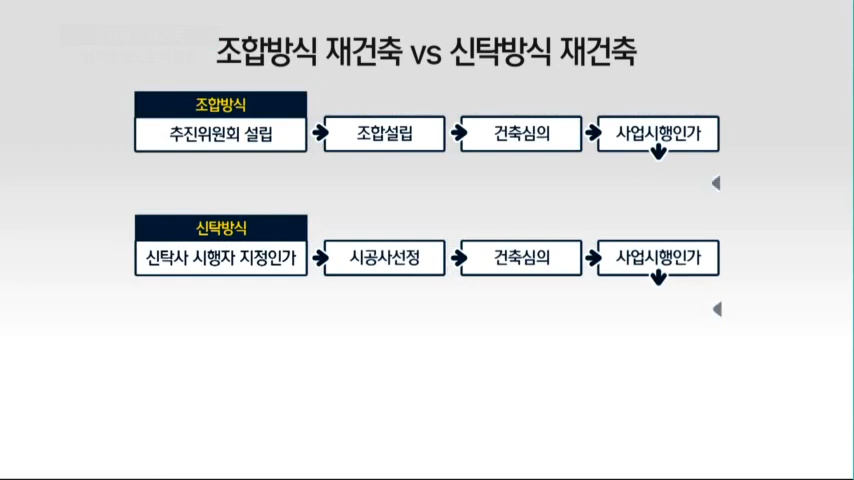 조합방식 재건축 vs 신탁방식 재건축
조합방식
추진위원회 설립
조합설립
건축심의
사업시행인가
신탁방식
신탁사 시행자 지정인가
시공사선정
건축심의
사업시행인가